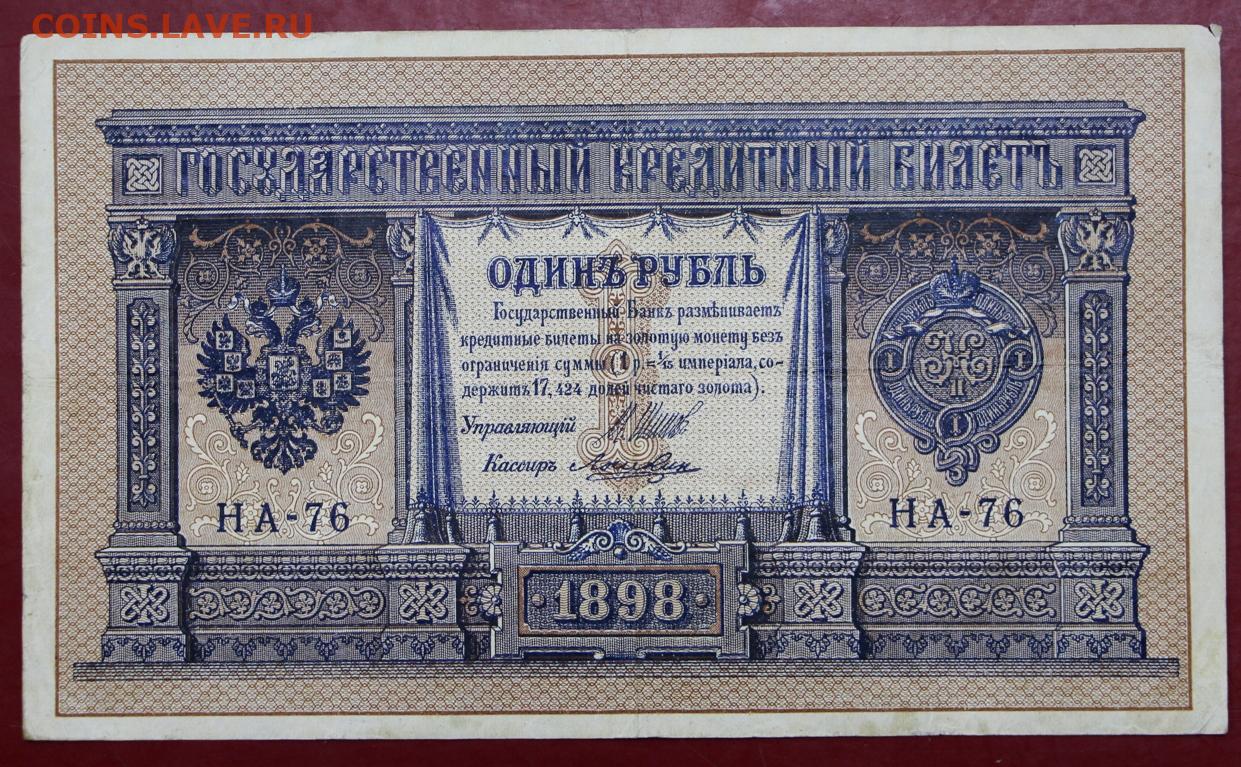 COINS.LAVE.RU
ГОСУДАРСТВЕННЫЙ КРЕДИТНЫЙ БИЛЕТЪ
ОДИНЪ РУБЛЬ
Государственный Банкъ размѣниваетъ
кредитные билеты на золотую монету безъ
ограниченія суммы (1 р. = 1/15 имперіала, со-
держитъ 17,424 долей чистаго золота).
Управляющій
Кассиръ
НА-76
НА-76
1898